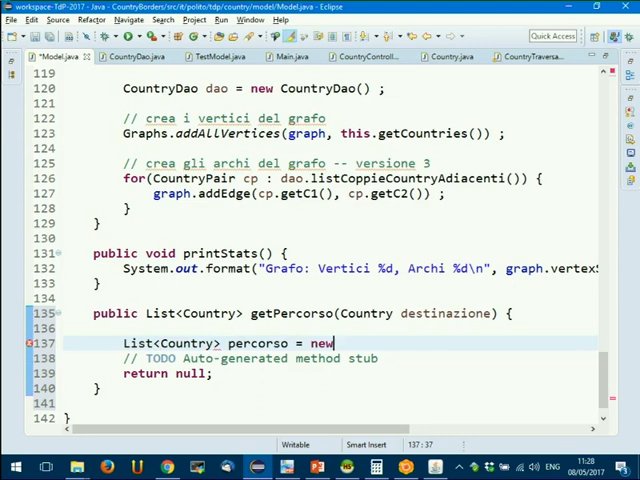 workspace-TdP-2017 - Java - CountryBorders/src/it/polito/tdp/country/model/Model.java - Eclipse
File Edit Source Refactor Navigate Search Project Run Window Help
Quick Access
*Model.java CountryDao.java TestModel.java Main.java CountryControll... Country.java CountryTraversa...
119
120 CountryDao dao = new CountryDao() ;
121
122 // crea i vertici del grafo
123 Graphs.addAllVertices(graph, this.getCountries()) ;
124
125 // crea gli archi del grafo -- versione 3
126 for(CountryPair cp : dao.listCoppieCountryAdiacenti()) {
127 graph.addEdge(cp.getC1(), cp.getC2()) ;
128 }
129 }
130
131 public void printStats() {
132 System.out.format("Grafo: Vertici %d, Archi %d\n", graph.vertexS
133 }
134
135 public List<Country> getPercorso(Country destinazione) {
136
137 List<Country> percorso = new
138 // TODO Auto-generated method stub
139 return null;
140 }
141
142 }
Writable Smart Insert 137 : 37
ENG 11:28
08/05/2017